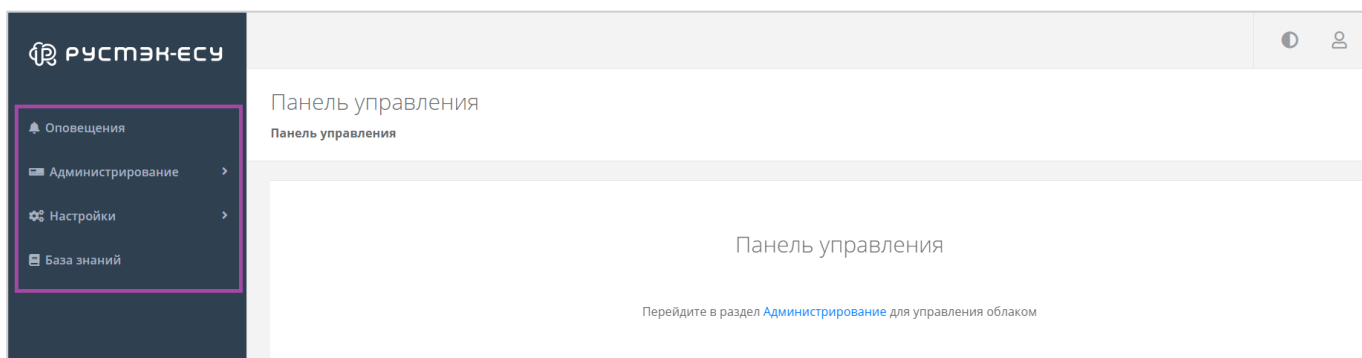 РУСТЭК-ЕСУ
Оповещения
Администрирование
Настройки
База знаний
Панель управления
Панель управления
Панель управления
Перейдите в раздел Администрирование для управления облаком